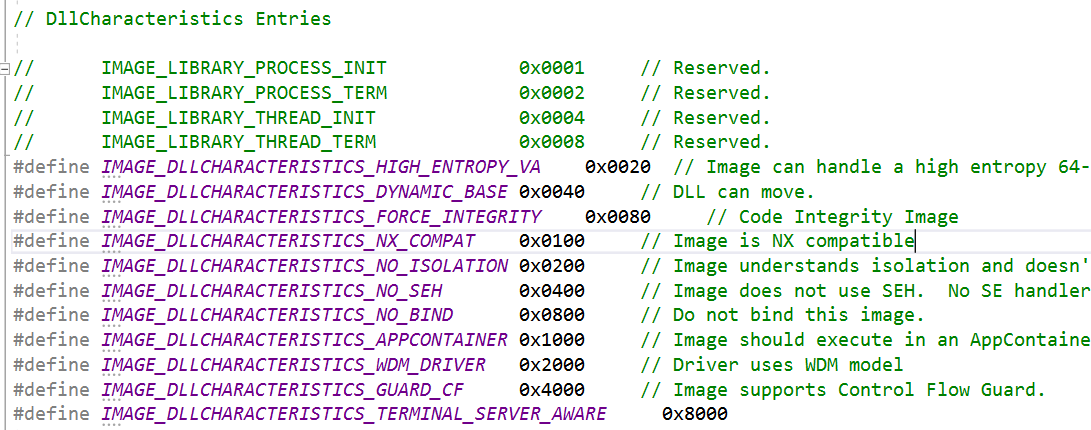 // DllCharacteristics Entries
// IMAGE_LIBRARY_PROCESS_INIT 0x0001 // Reserved.
// IMAGE_LIBRARY_PROCESS_TERM 0x0002 // Reserved.
// IMAGE_LIBRARY_THREAD_INIT 0x0004 // Reserved.
// IMAGE_LIBRARY_THREAD_TERM 0x0008 // Reserved.
#define IMAGE_DLLCHARACTERISTICS_HIGH_ENTROPY_VA 0x0020 // Image can handle a high entropy 64-
#define IMAGE_DLLCHARACTERISTICS_DYNAMIC_BASE 0x0040 // DLL can move.
#define IMAGE_DLLCHARACTERISTICS_FORCE_INTEGRITY 0x0080 // Code Integrity Image
#define IMAGE_DLLCHARACTERISTICS_NX_COMPAT 0x0100 // Image is NX compatible
#define IMAGE_DLLCHARACTERISTICS_NO_ISOLATION 0x0200 // Image understands isolation and doesn'
#define IMAGE_DLLCHARACTERISTICS_NO_SEH 0x0400 // Image does not use SEH.  No SE handler
#define IMAGE_DLLCHARACTERISTICS_NO_BIND 0x0800 // Do not bind this image.
#define IMAGE_DLLCHARACTERISTICS_APPCONTAINER 0x1000 // Image should execute in an AppContaine
#define IMAGE_DLLCHARACTERISTICS_WDM_DRIVER 0x2000 // Driver uses WDM model
#define IMAGE_DLLCHARACTERISTICS_GUARD_CF 0x4000 // Image supports Control Flow Guard.
#define IMAGE_DLLCHARACTERISTICS_TERMINAL_SERVER_AWARE 0x8000